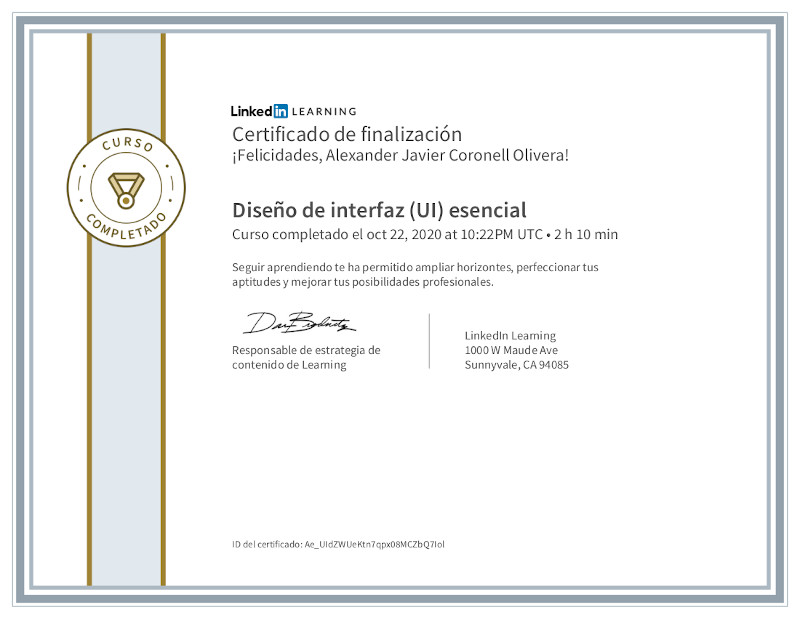 CURSO
COMPLETADO
LinkedIn LEARNING
Certificado de finalización
¡Felicidades, Alexander Javier Coronell Olivera!
Diseño de interfaz (UI) esencial
Curso completado el oct 22, 2020 at 10:22PM UTC • 2 h 10 min
Seguir aprendiendo te ha permitido ampliar horizontes, perfeccionar tus
aptitudes y mejorar tus posibilidades profesionales.
Responsable de estrategia de
contenido de Learning
LinkedIn Learning
1000 W Maude Ave
Sunnyvale, CA 94085
ID del certificado: Ae_UIdZWUeKtn7qpx08MCZbQ7Iol